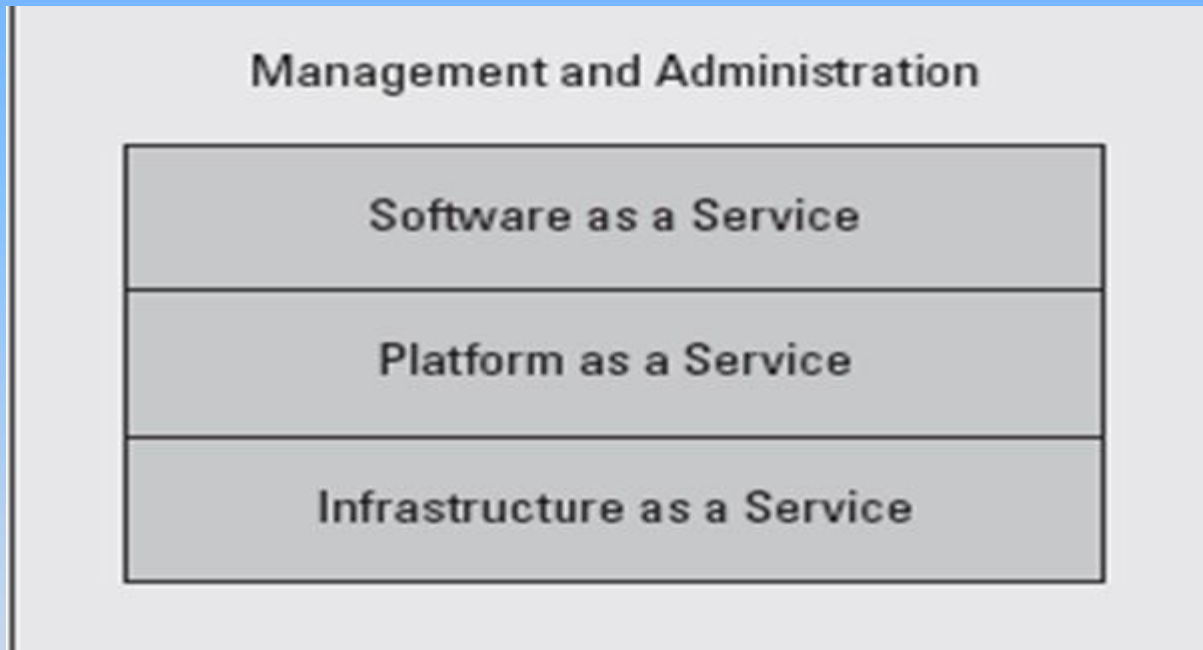 Management and Administration
Software as a Service
Platform as a Service
Infrastructure as a Service